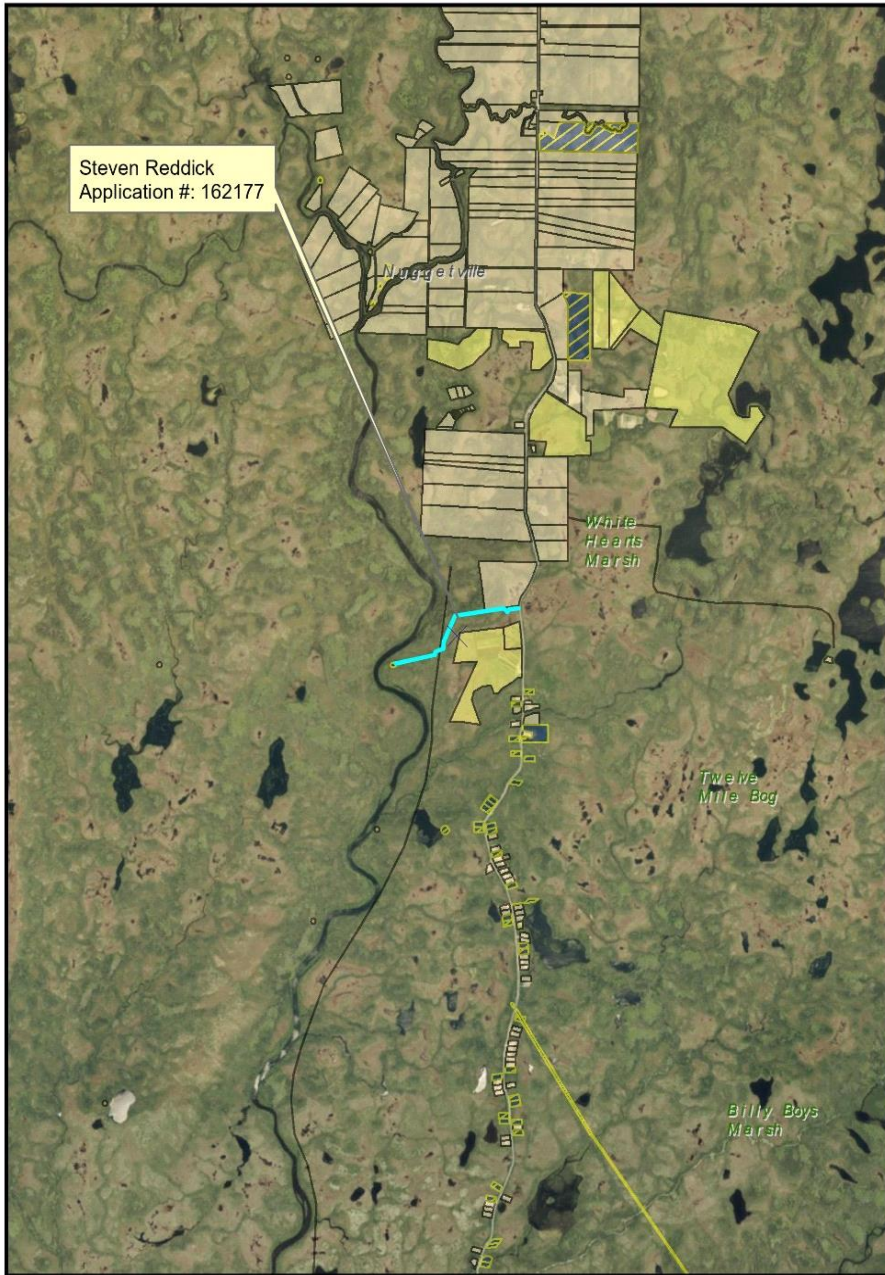 Steven Reddick
Application #: 162177
Nuggetville
White
Hearts
Marsh
Twelve
Mile Bog
Billy Boys
Marsh